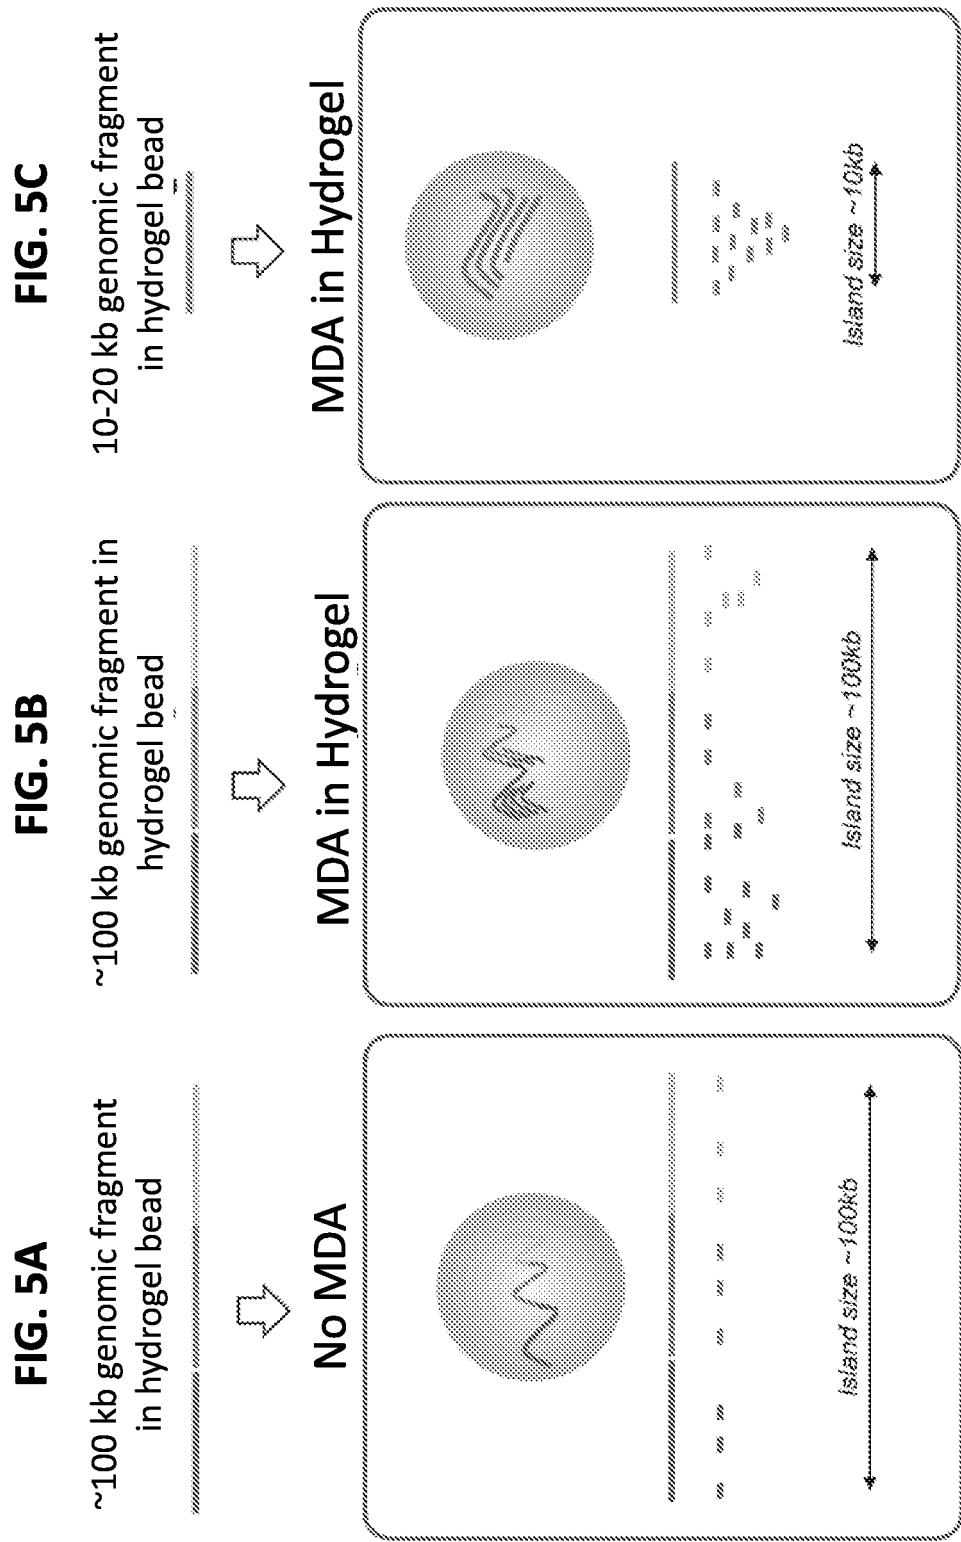 FIG. 5A
~100 kb genomic fragment
in hydrogel bead
No MDA
Island size ~100kb
FIG. 5B
~100 kb genomic fragment in
hydrogel bead
MDA in Hydrogel
Island size ~100kb
FIG. 5C
10-20 kb genomic fragment
in hydrogel bead
MDA in Hydrogel
Island size ~10kb